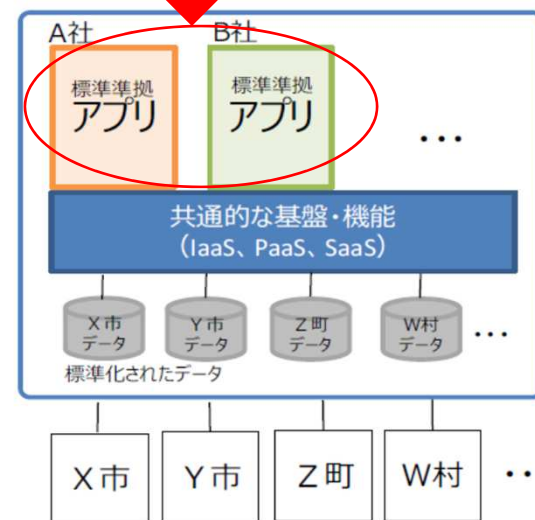 A社
B社
標準準拠
アプリ
標準準拠
アプリ
・・・
共通的な基盤・機能
（IaaS、PaaS、SaaS）
X市
データ
Y市
データ
Z町
データ
W村
データ
・・・
標準化されたデータ
X市
Y市
Z町
W村
・・